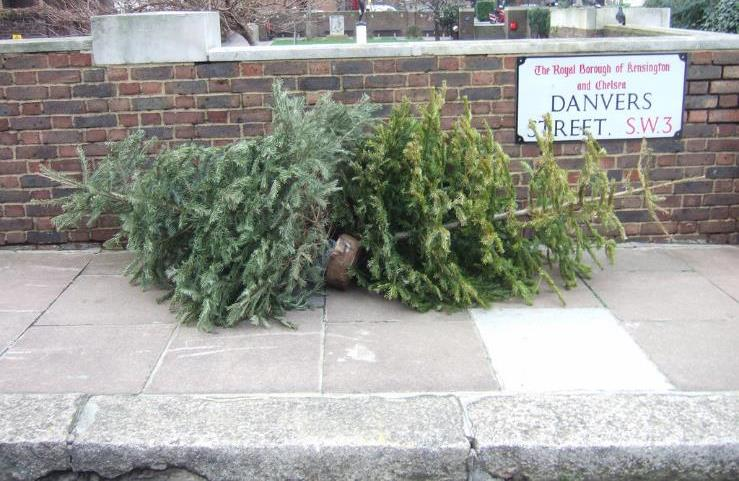 The Royal Borough of Kensington
and Chelsea
DANVERS
STREET. S.W.3